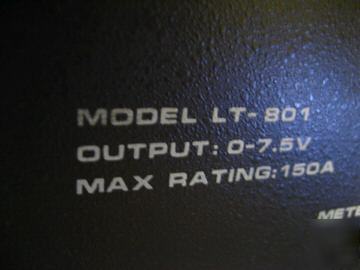 MODEL LT-801
OUTPUT: 0-7.5V
MAX RATING:150A